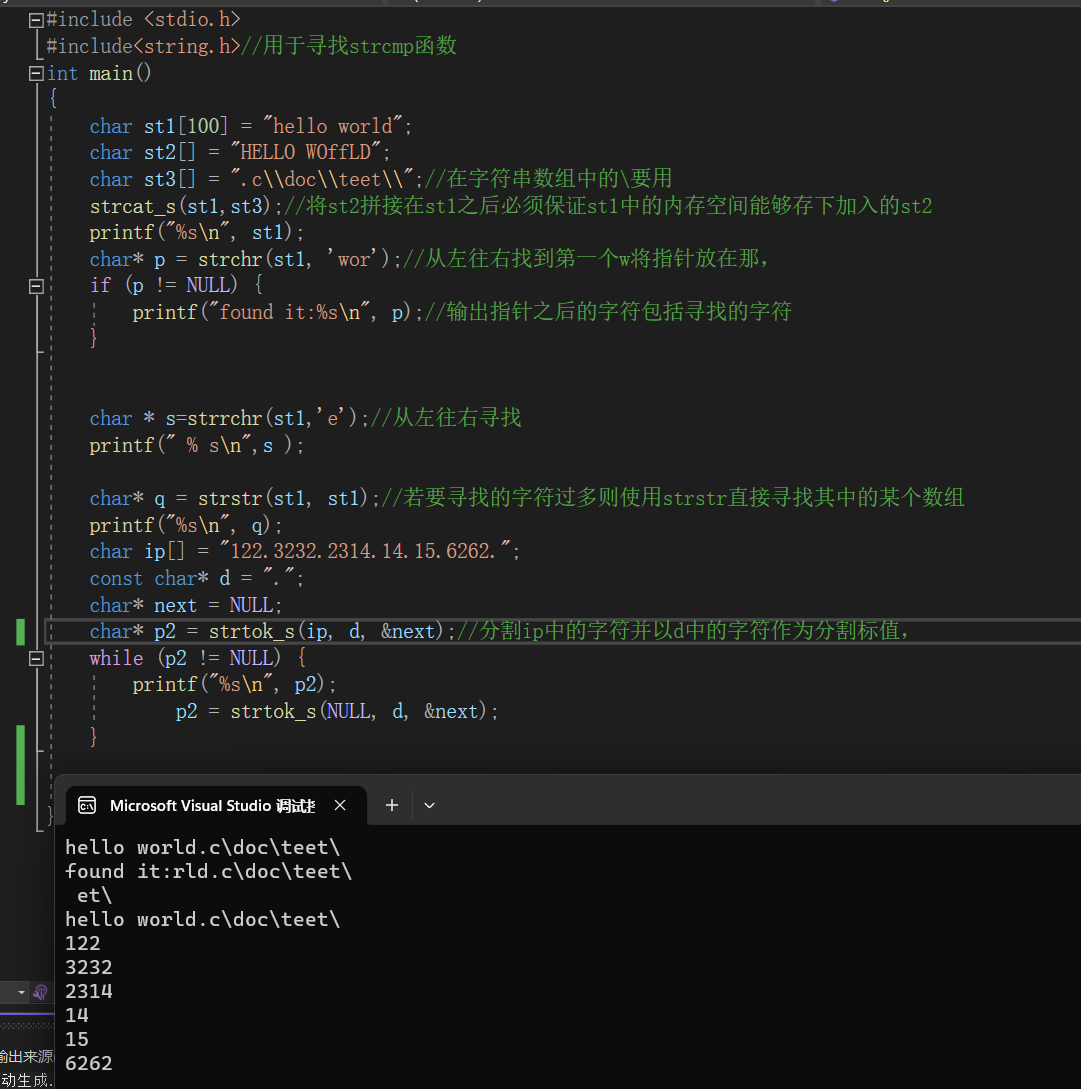 #include <stdio.h>
#include<string.h>//用于寻找strcmp函数
int main()
{
char st1[100] = "hello world";
char st2[] = "HELLO WOffLD";
char st3[] = ".c\\doc\\teet\\";//在字符串数组中的\要用
strcat_s(st1,st3);//将st2拼接在st1之后必须保证st1中的内存空间能够存下加入的st2
printf("%s\n", st1);
char* p = strchr(st1, 'wor');//从左往右找到第一个w将指针放在那，
if (p != NULL) {
printf("found it:%s\n", p);//输出指针之后的字符包括寻找的字符
}
char * s=strrchr(st1,'e');//从左往右寻找
printf(" % s\n",s );
char* q = strstr(st1, st1);//若要寻找的字符过多则使用strstr直接寻找其中的某个数组
printf("%s\n", q);
char ip[] = "122.3232.2314.14.15.6262.";
const char* d = ".";
char* next = NULL;
char* p2 = strtok_s(ip, d, &next);//分割ip中的字符并以d中的字符作为分割标值，
while (p2 != NULL) {
printf("%s\n", p2);
p2 = strtok_s(NULL, d, &next);
}
}
Microsoft Visual Studio 调试
hello world.c\doc\teet\
found it:rld.c\doc\teet\
et\
hello world.c\doc\teet\
122
3232
2314
14
15
6262
输出来源
动生成.